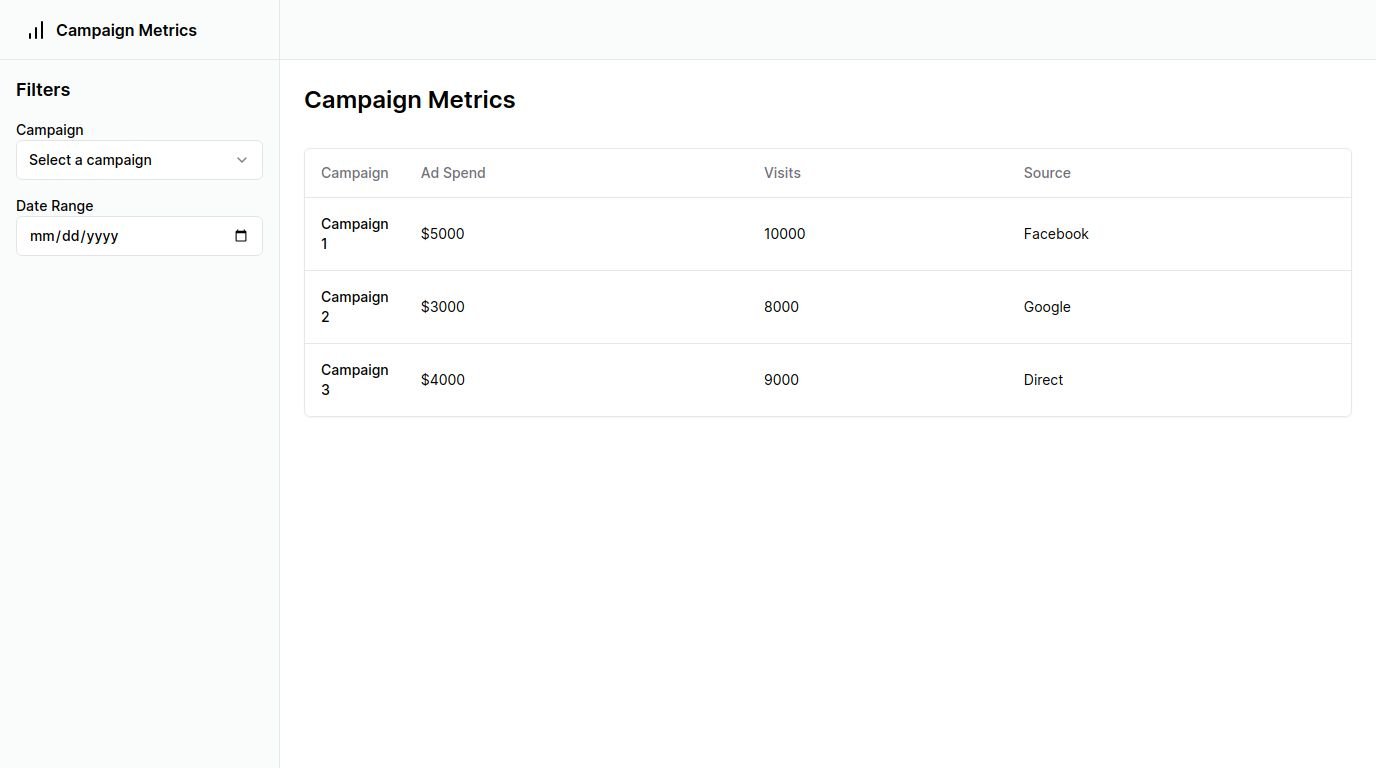 Campaign Metrics
Filters
Campaign
Select a campaign
Date Range
mm/dd/yyyy
Campaign Metrics
Campaign Ad Spend Visits Source
Campaign
1 $5000 10000 Facebook
Campaign
2 $3000 8000 Google
Campaign
3 $4000 9000 Direct